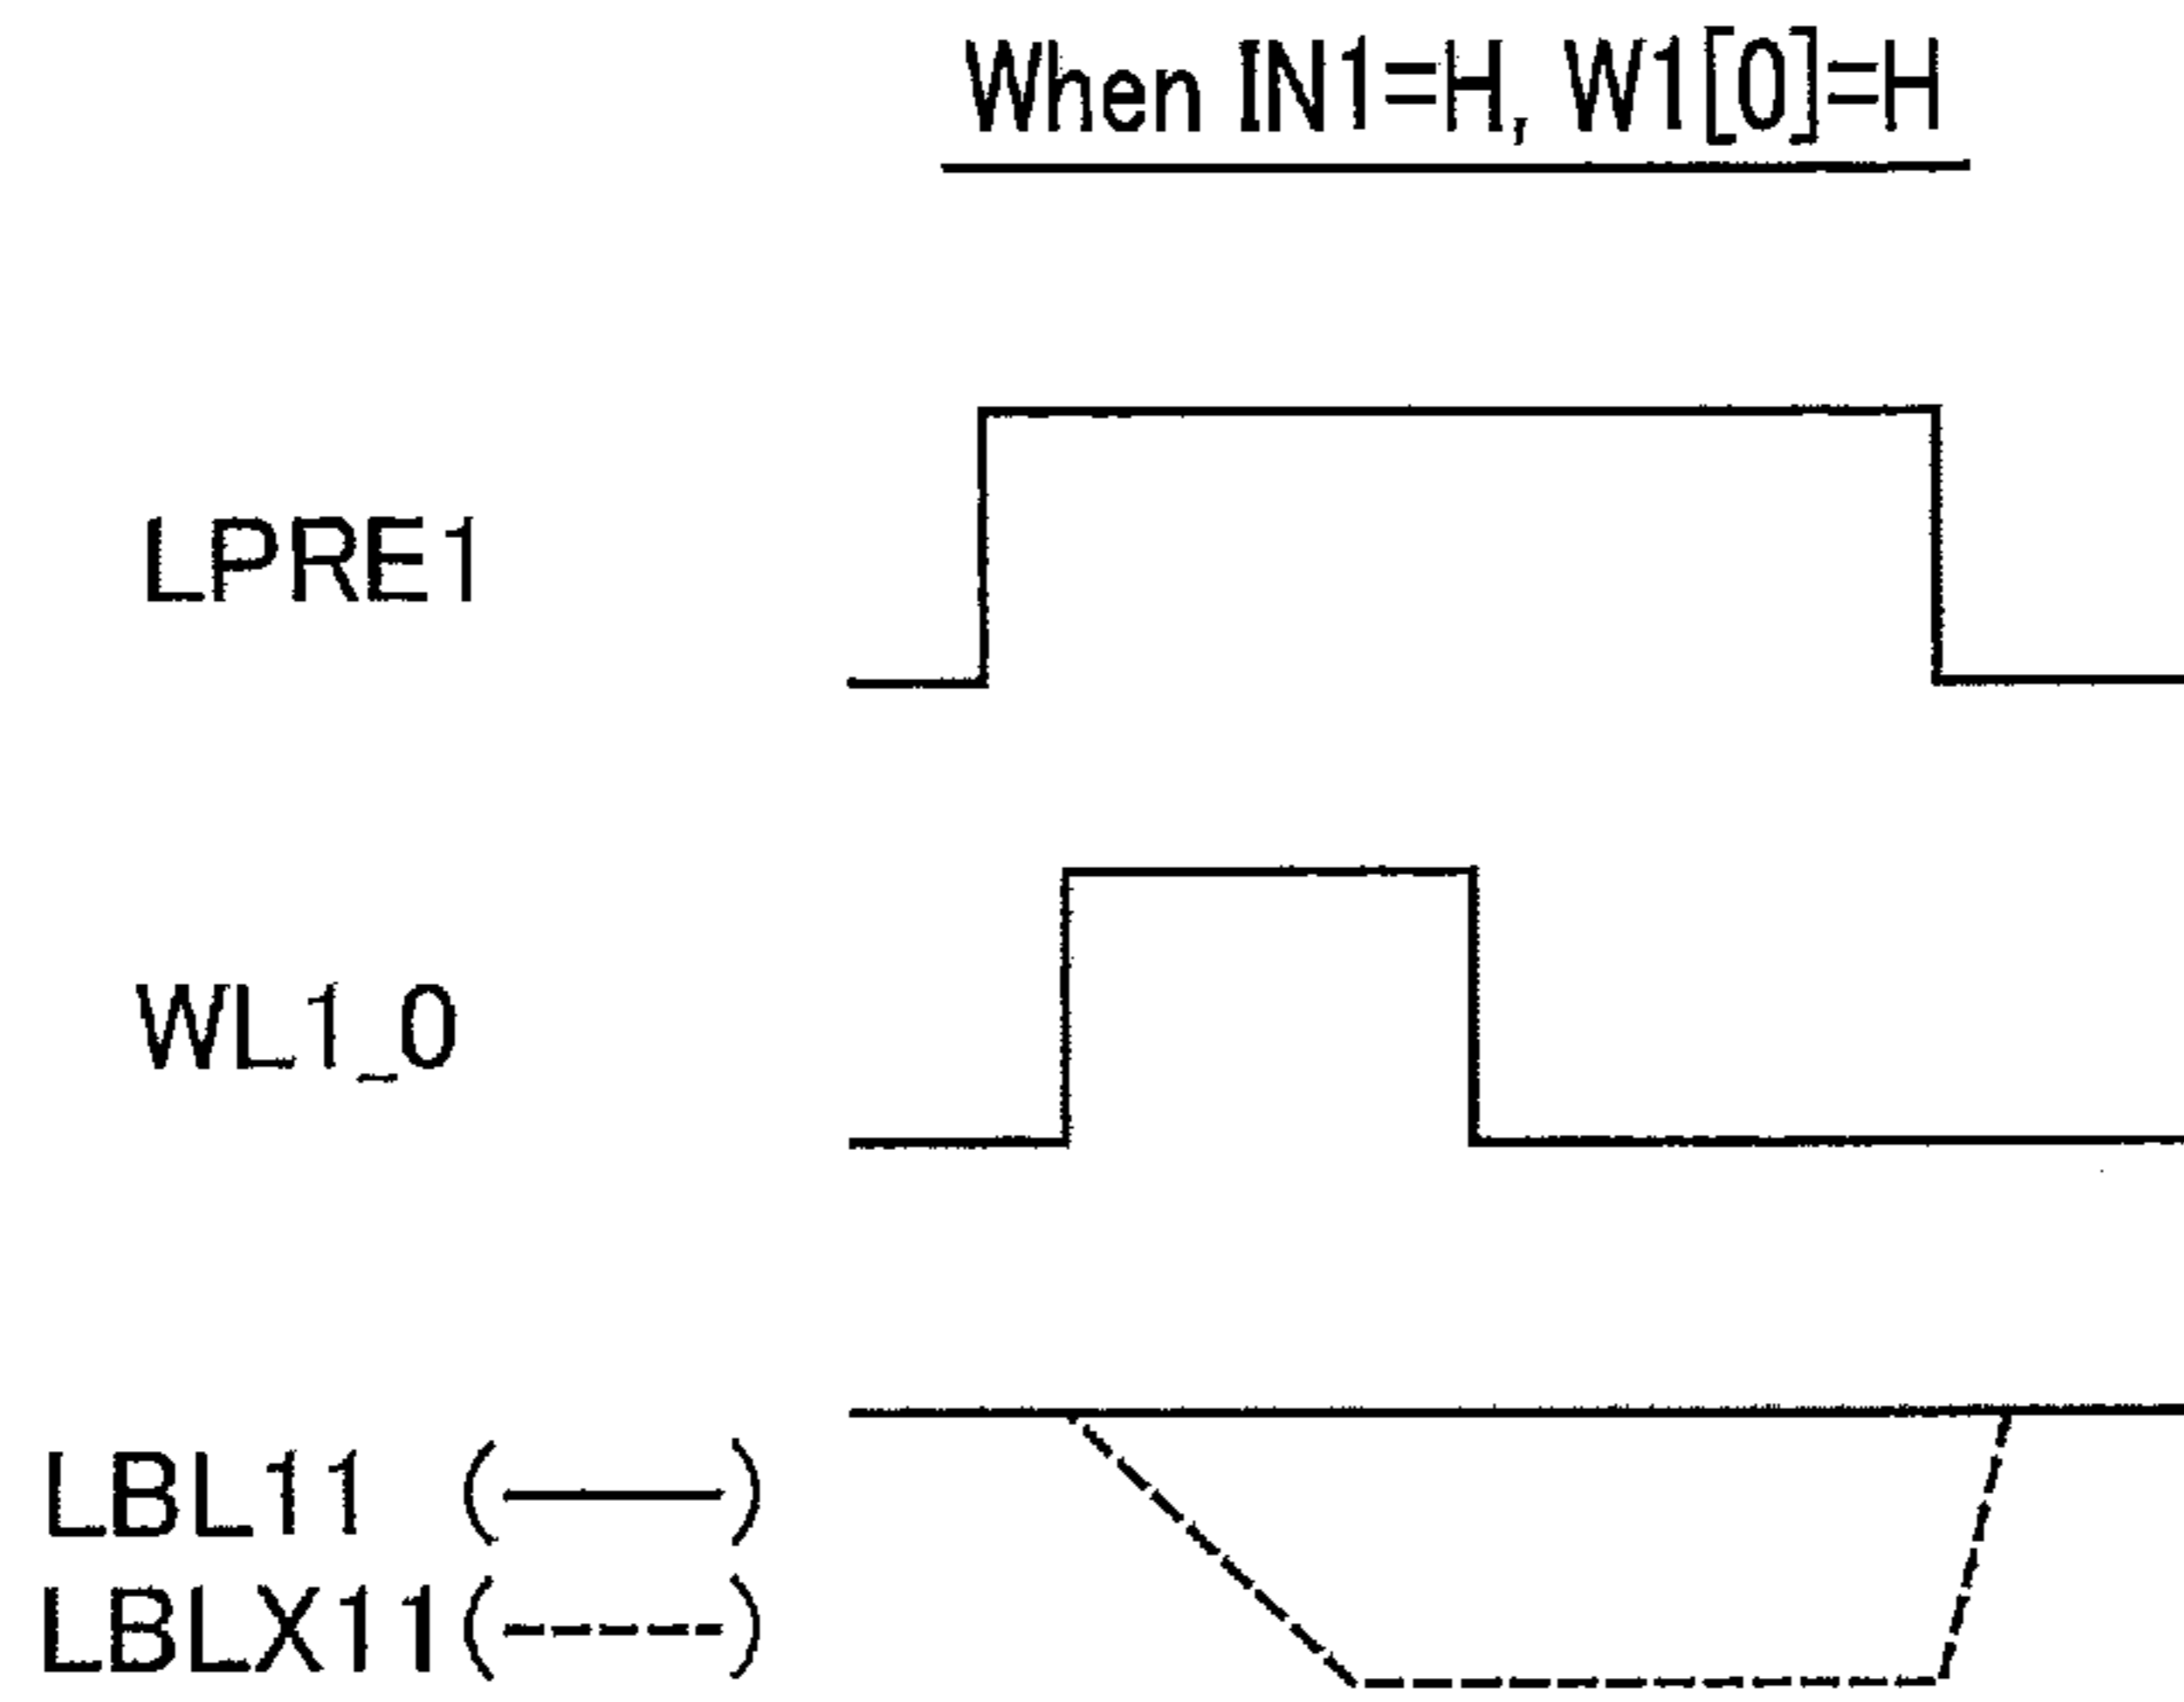 When IN1=H, W1[0]=H
LPRE1
WL1_0
LBL11 (———)
LBLX11(-----)